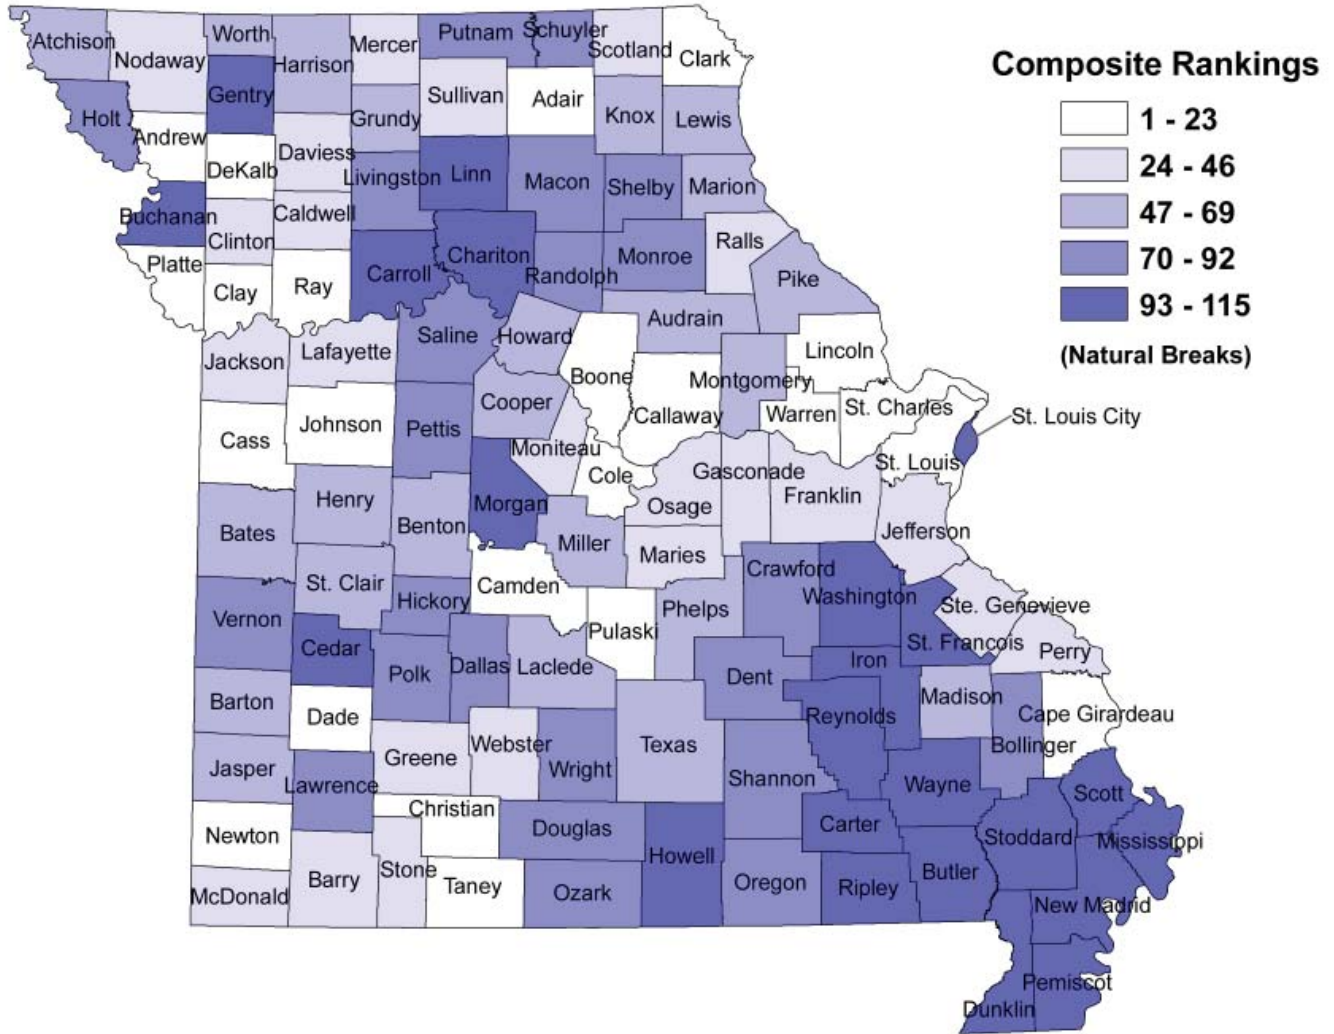 Atchison
Nodaway
Worth
Harrison
Mercer
Putnam
Schuyler
Scotland
Clark
Composite Rankings
Holt
Gentry
Andrew
DeKalb
Daviess
Grundy
Sullivan
Adair
Knox
Lewis
1 - 23
24 - 46
47 - 69
70 - 92
93 - 115
(Natural Breaks)
Buchanan
Clinton
Caldwell
Livingston
Linn
Macon
Shelby
Marion
Platte
Clay
Ray
Carroll
Chariton
Randolph
Monroe
Ralls
Pike
Jackson
Lafayette
Saline
Howard
Boone
Audrain
Callaway
Montgomery
Lincoln
Warren
St. Charles
St. Louis City
St. Louis
Cass
Johnson
Pettis
Cooper
Moniteau
Cole
Osage
Gasconade
Franklin
Jefferson
Bates
Henry
Benton
Morgan
Miller
Maries
St. Clair
Hickory
Camden
Pulaski
Phelps
Crawford
Washington
Ste. Genevieve
St. Francois
Perry
Vernon
Cedar
Polk
Dallas
Laclede
Dent
Iron
Reynolds
Madison
Cape Girardeau
Bollinger
Barton
Dade
Greene
Webster
Wright
Texas
Shannon
Wayne
Scott
Jasper
Lawrence
Christian
Douglas
Howell
Carter
Stoddard
Mississippi
Newton
McDonald
Barry
Stone
Taney
Ozark
Oregon
Ripley
Butler
New Madrid
Pemiscot
Dunklin